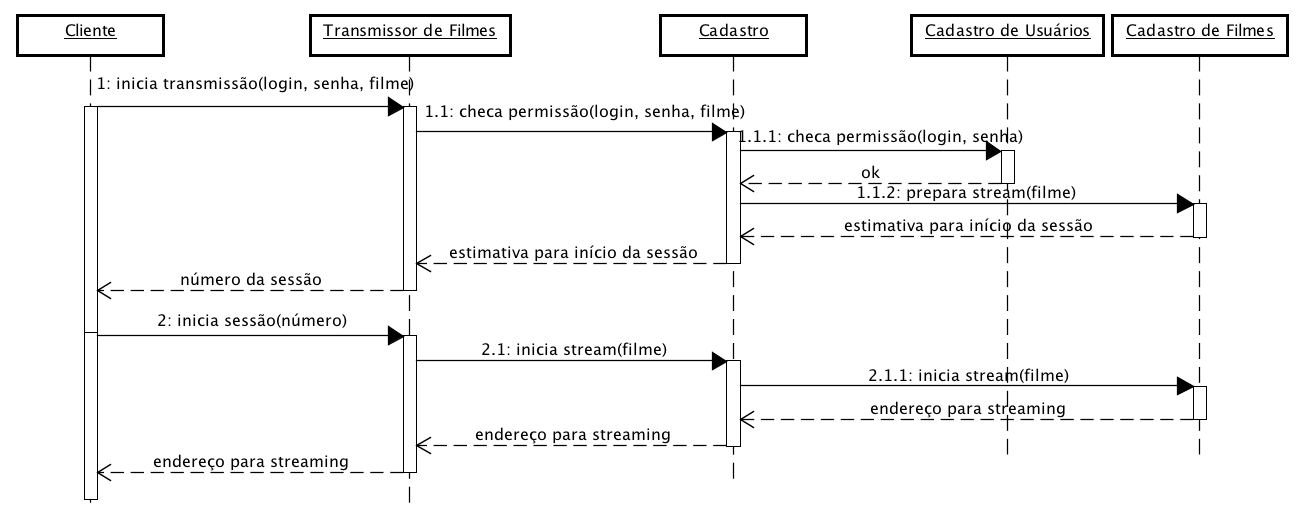 Cliente
Transmissor de Filmes
Cadastro
Cadastro de Usuários
Cadastro de Filmes
1: inicia transmissão(login, senha, filme)
1.1: checa permissão(login, senha, filme)
1.1.1: checa permissão(login, senha)
ok
1.1.2: prepara stream(filme)
estimativa para início da sessão
estimativa para início da sessão
número da sessão
2: inicia sessão(número)
2.1: inicia stream(filme)
2.1.1: inicia stream(filme)
endereço para streaming
endereço para streaming
endereço para streaming